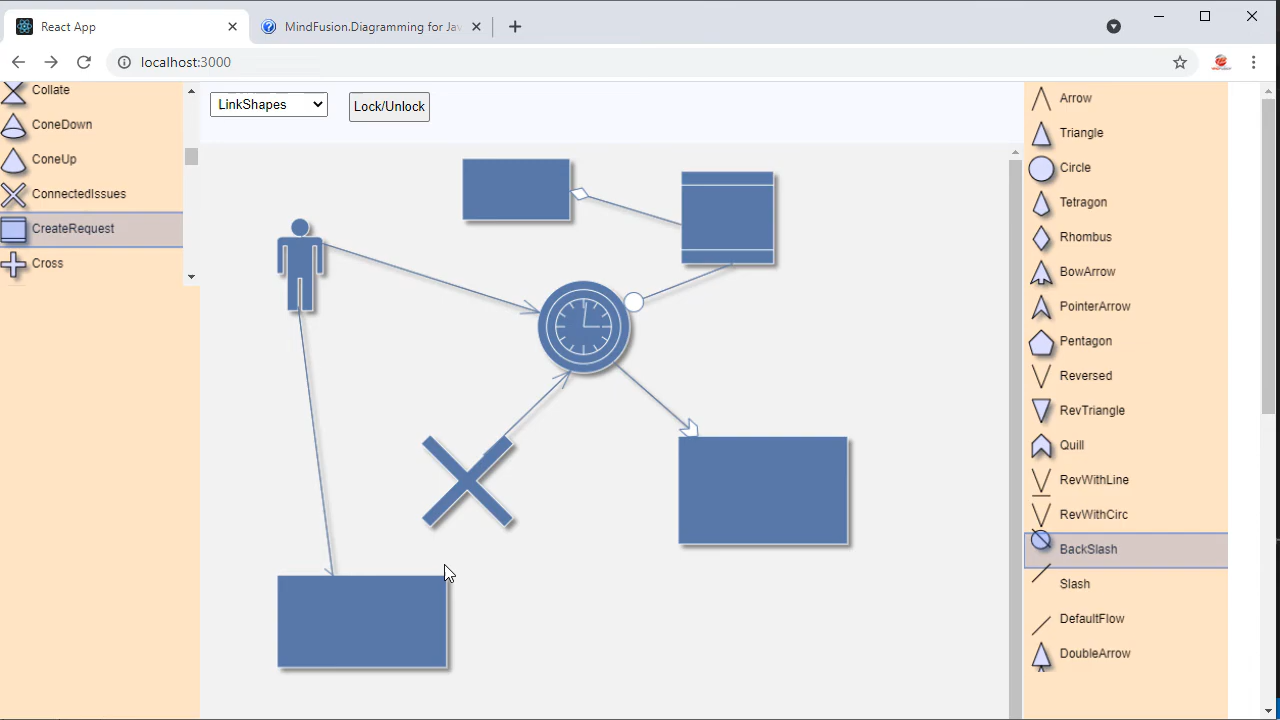 React App
MindFusion.Diagramming for Jav
localhost:3000
Collate
ConeDown
ConeUp
ConnectedIssues
CreateRequest
Cross
LinkShapes
Lock/Unlock
Arrow
Triangle
Circle
Tetragon
Rhombus
BowArrow
PointerArrow
Pentagon
Reversed
RevTriangle
Quill
RevWithLine
RevWithCirc
BackSlash
Slash
DefaultFlow
DoubleArrow